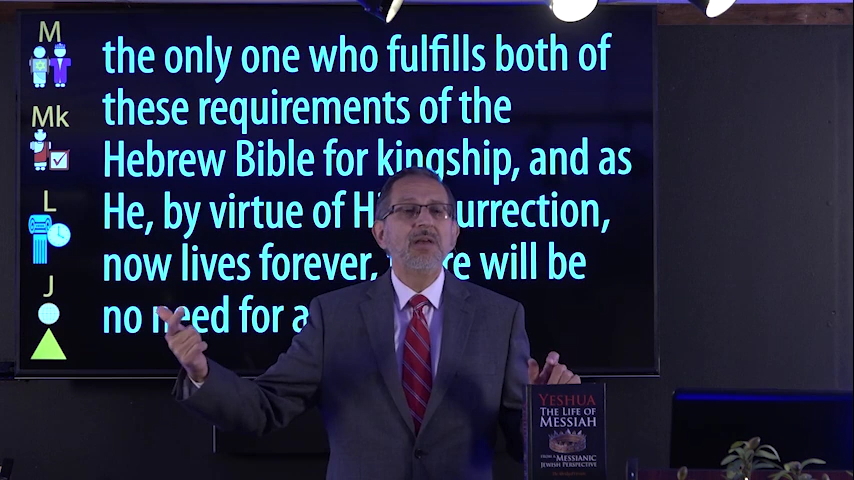 M
Mk
L
J
the only one who fulfills both of
these requirements of the
Hebrew Bible for kingship, and as
He, by virtue of urrection,
now lives forever, will be
no need for a
YESHUA
THE LIFE OF
MESSIAH
FROM A
MESSIANIC
JEWISH PERSPECTIVE